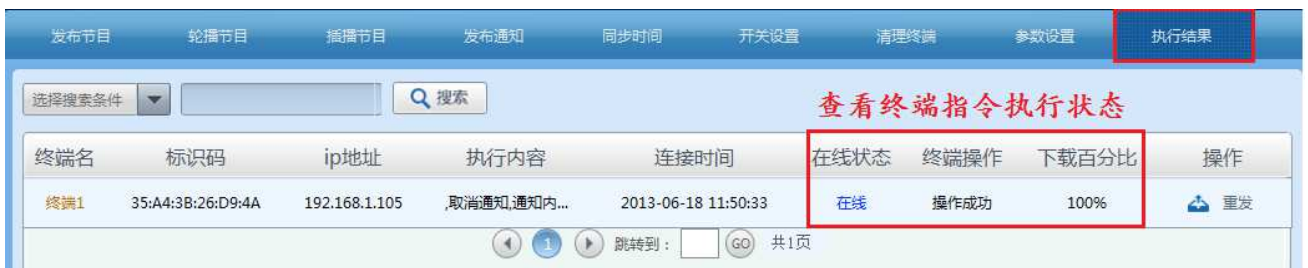 发布节目 轮播节目 插播节目 发布通知 同步时间 开关设置 清理终端 参数设置 执行结果
选择搜索条件 搜索
查看终端指令执行状态
终端名 标识码 ip地址 执行内容 连接时间 在线状态 终端操作 下载百分比 操作
终端1 35:A4:3B:26:D9:4A 192.168.1.105 ,取消通知,通知内... 2013-06-18 11:50:33 在线 操作成功 100% 重发
1 跳转到： GO 共1页